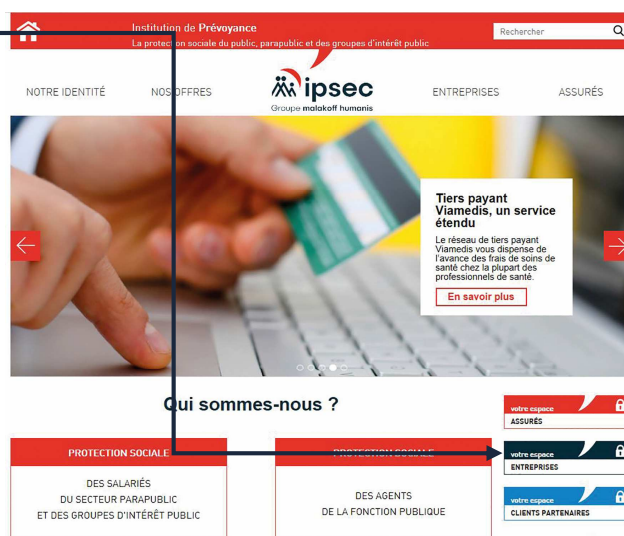 Institution de Prévoyance
La protection sociale du public, parapublic et des groupes d'intérêt public
Rechercher
NOTRE IDENTITÉ
NOS OFFRES
ipsec
Groupe malakoff humanis
ENTREPRISES
ASSURÉS
Tiers payant
Viamedis, un service
étendu
Le réseau de tiers payant
Viamedis vous dispense de
l'avance des frais de soins de
santé chez la plupart des
professionnels de santé.
En savoir plus
Qui sommes-nous ?
votre espace
ASSURÉS
votre espace
ENTREPRISES
votre espace
CLIENTS PARTENAIRES
PROTECTION SOCIALE
DES SALARIÉS
DU SECTEUR PARAPUBLIC
ET DES GROUPES D'INTÉRÊT PUBLIC
PROTECTION SOCIALE
DES AGENTS
DE LA FONCTION PUBLIQUE